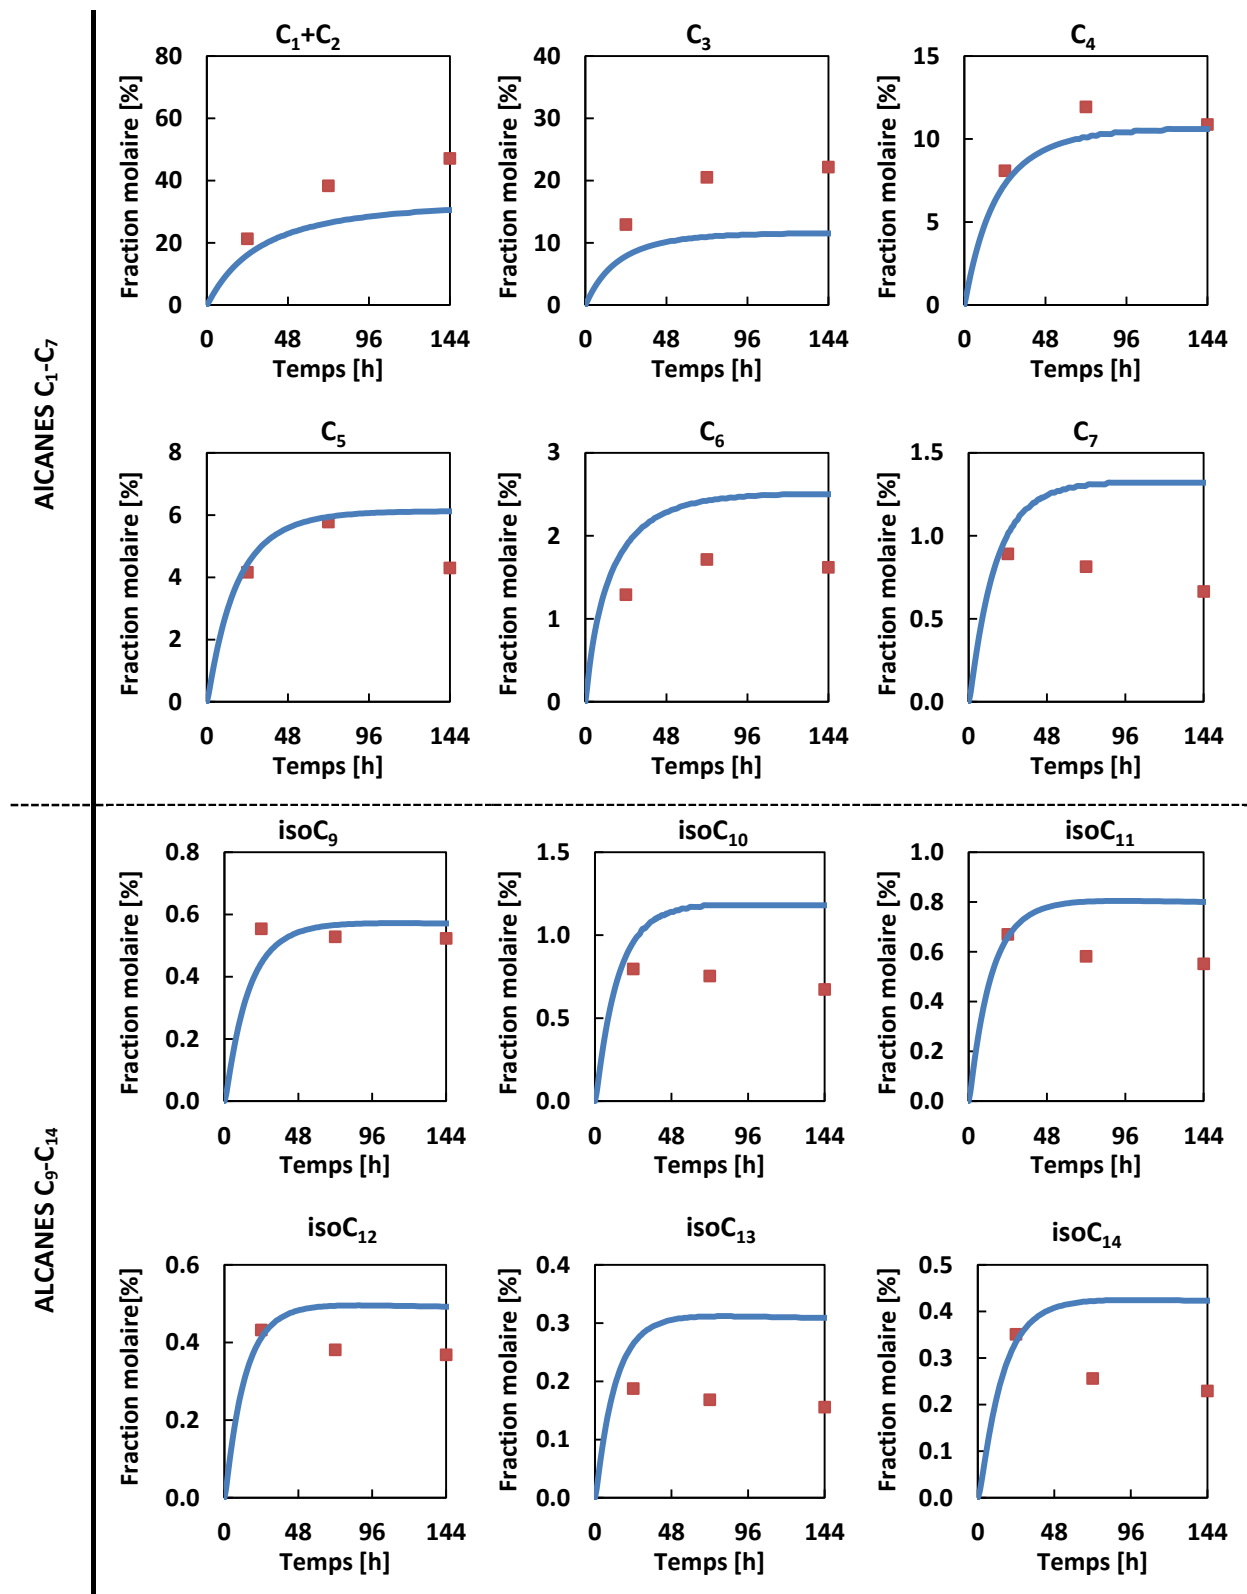 AlCANES C₁-C₇
C₁+C₂
Fraction molaire [%]
80
60
40
20
0
0 48 96 144
Temps [h]
C₃
Fraction molaire [%]
40
30
20
10
0
0 48 96 144
Temps [h]
C₄
Fraction molaire [%]
15
10
5
0
0 48 96 144
Temps [h]
C₅
Fraction molaire [%]
8
6
4
2
0
0 48 96 144
Temps [h]
C₆
Fraction molaire [%]
3
2
1
0
0 48 96 144
Temps [h]
C₇
Fraction molaire [%]
1.5
1.0
0.5
0.0
0 48 96 144
Temps [h]
ALCANES C₉-C₁₄
isoC₉
Fraction molaire [%]
0.8
0.6
0.4
0.2
0.0
0 48 96 144
Temps [h]
isoC₁₀
Fraction molaire [%]
1.5
1.0
0.5
0.0
0 48 96 144
Temps [h]
isoC₁₁
Fraction molaire [%]
1.0
0.8
0.6
0.4
0.2
0.0
0 48 96 144
Temps [h]
isoC₁₂
Fraction molaire[%]
0.6
0.4
0.2
0.0
0 48 96 144
Temps [h]
isoC₁₃
Fraction molaire [%]
0.4
0.3
0.2
0.1
0.0
0 48 96 144
Temps [h]
isoC₁₄
Fraction molaire [%]
0.5
0.4
0.3
0.2
0.1
0.0
0 48 96 144
Temps [h]